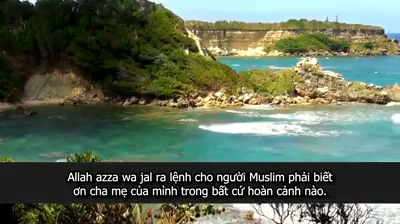 Allah azza wa jal ra lệnh cho người Muslim phải biết
ơn cha mẹ của mình trong bất cứ hoàn cảnh nào.